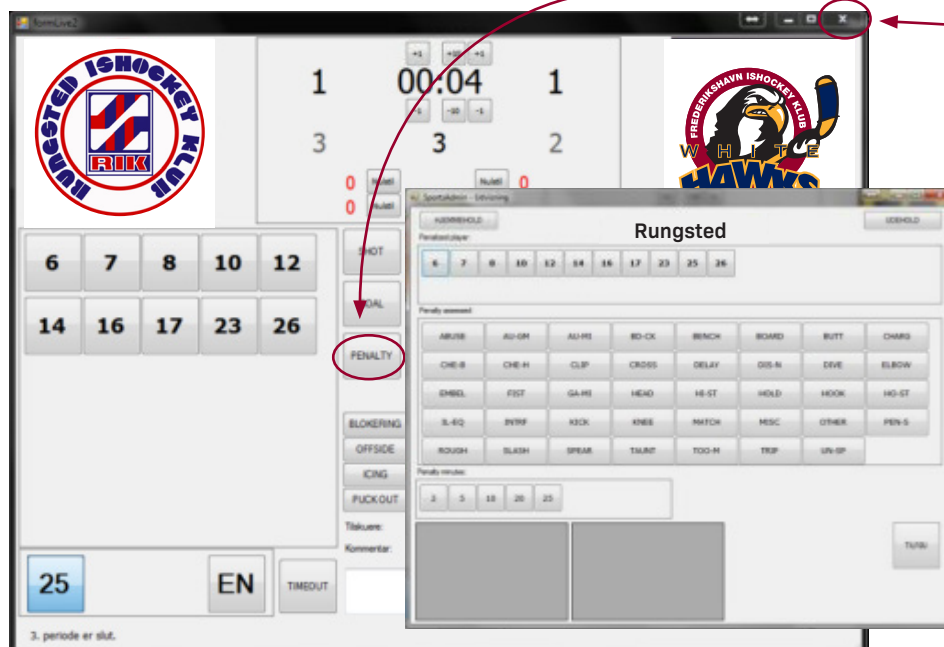 formLive2
X
RUNGSTED ISHOCKEY KLUB
RIK
+1 +10 +1
1 00:04 1
-10 -1
3 3 2
0 Nulstil Nulstil 0
0 Nulstil
FREDERIKSHAVN ISHOCKEY KLUB
WHITE
HAWKS
6 7 8 10 12
14 16 17 23 26
SHOT
GOAL
PENALTY
BLOKERING
OFFSIDE
ICING
PUCK OUT
Tilskuere:
Kommentar:
25 EN TIMEOUT
3. periode er slut.
SportsAdmin - Udvisning
HJEMMEHOLD UDEHOLD
Rungsted
Penalized player:
6 7 8 10 12 14 16 17 23 25 26
Penalty assessed:
ABUSE AU-GM AU-MI BD-CK BENCH BOARD BUTT CHARG
CHE-B CHE-H CLIP CROSS DELAY DIS-N DIVE ELBOW
EMBEL FIST GA-MI HEAD HI-ST HOLD HOOK HO-ST
IL-EQ INTRF KICK KNEE MATCH MISC OTHER PEN-S
ROUGH SLASH SPEAR TAUNT TOO-M TRIP UN-SP
Penalty minutes:
2 5 10 20 25
Tilføj